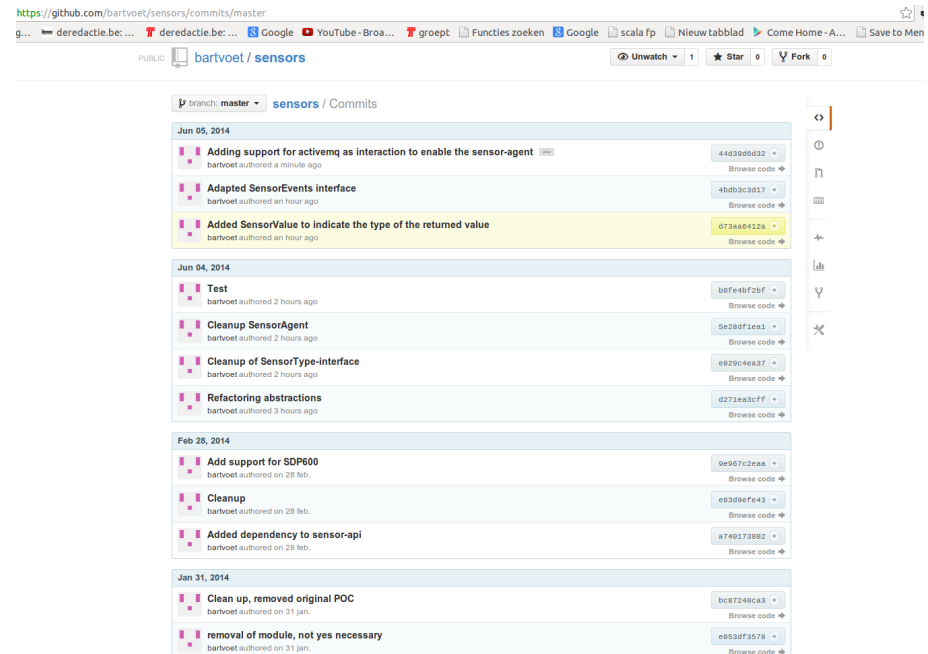 https://github.com/bartvoet/sensors/commits/master
g... deredactie.be: ... deredactie.be: ... Google YouTube - Broa... groept Functies zoeken Google scala fp Nieuw tabblad Come Home - A... Save to Men
PUBLIC bartvoet / sensors Unwatch 1 Star 0 Fork 0
branch: master sensors / Commits
Jun 05, 2014
Adding support for activemq as interaction to enable the sensor-agent ...
44d39d6d32
bartvoet authored a minute ago
Browse code
Adapted SensorEvents interface
4bdb3c3d17
bartvoet authored an hour ago
Browse code
Added SensorValue to indicate the type of the returned value
d73aa6412a
bartvoet authored an hour ago
Browse code
Jun 04, 2014
Test
b0fe4bf2bf
bartvoet authored 2 hours ago
Browse code
Cleanup SensorAgent
5e28df1ea1
bartvoet authored 2 hours ago
Browse code
Cleanup of SensorType-interface
e029c4ea37
bartvoet authored 2 hours ago
Browse code
Refactoring abstractions
d271ea3cff
bartvoet authored 3 hours ago
Browse code
Feb 28, 2014
Add support for SDP600
9e967c2eaa
bartvoet authored on 28 feb.
Browse code
Cleanup
e03d9efe43
bartvoet authored on 28 feb.
Browse code
Added dependency to sensor-api
a740173802
bartvoet authored on 28 feb.
Browse code
Jan 31, 2014
Clean up, removed original POC
bc87240ca3
bartvoet authored on 31 jan.
Browse code
removal of module, not yes necessary
e053df3578
bartvoet authored on 31 jan.
Browse code